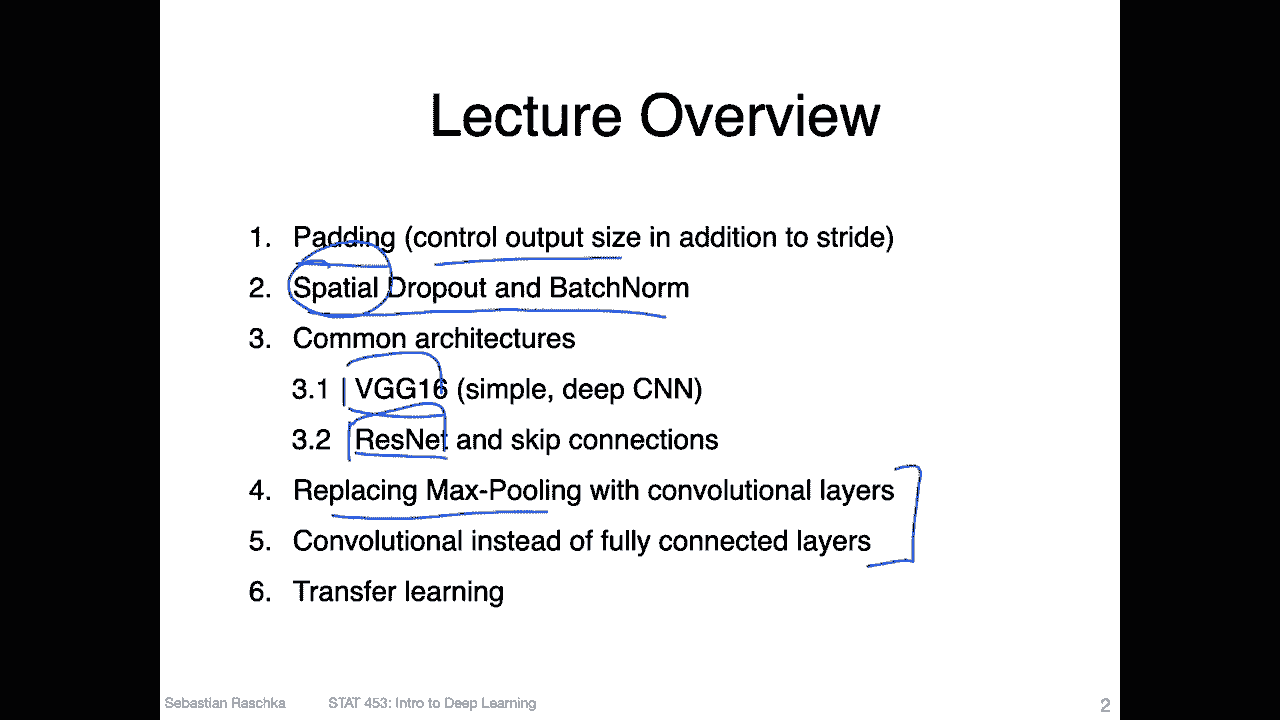 Lecture Overview
1. Padding (control output size in addition to stride)
2. Spatial Dropout and BatchNorm
3. Common architectures
3.1 VGG16 (simple, deep CNN)
3.2 ResNet and skip connections
4. Replacing Max-Pooling with convolutional layers
5. Convolutional instead of fully connected layers
6. Transfer learning
Sebastian Raschka STAT 453: Intro to Deep Learning 2